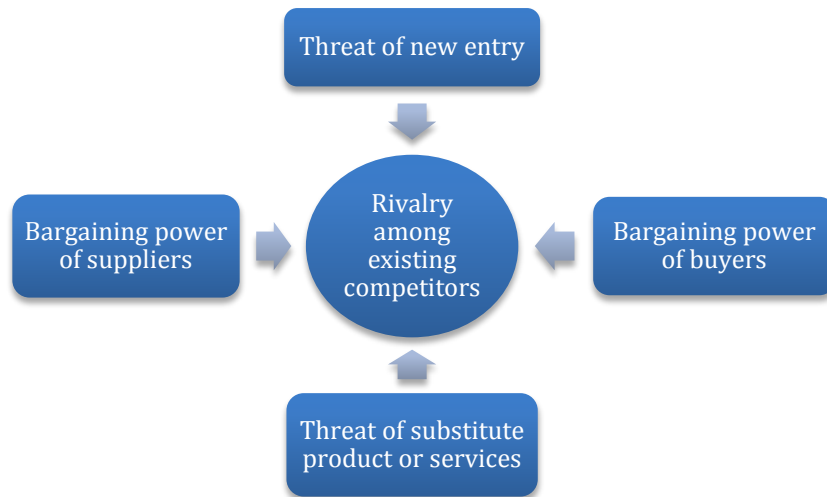 Threat of new entry
Bargaining power
of suppliers
Rivalry
among
existing
competitors
Bargaining power
of buyers
Threat of substitute
product or services